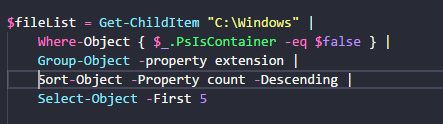 $fileList = Get-ChildItem "C:\Windows" |
    Where-Object { $_.PsIsContainer -eq $false } |
    Group-Object -property extension |
    Sort-Object -Property count -Descending |
    Select-Object -First 5